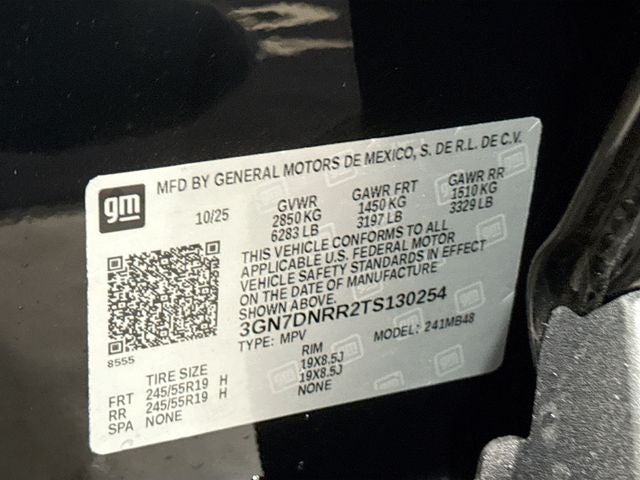 gm
MFD BY GENERAL MOTORS DE MEXICO, S. DE R.L. DE C.V.
10/25 GVWR GAWR FRT GAWR RR
2850 KG 1450 KG 1510 KG
6283 LB 3197 LB 3329 LB
THIS VEHICLE CONFORMS TO ALL
APPLICABLE U.S. FEDERAL MOTOR
VEHICLE SAFETY STANDARDS IN EFFECT
ON THE DATE OF MANUFACTURE
SHOWN ABOVE.
3GN7DNRR2TS130254
TYPE: MPV MODEL: 241MB48
8555
TIRE SIZE RIM
FRT 245/55R19 H 19X8.5J
RR 245/55R19 H 19X8.5J
SPA NONE NONE